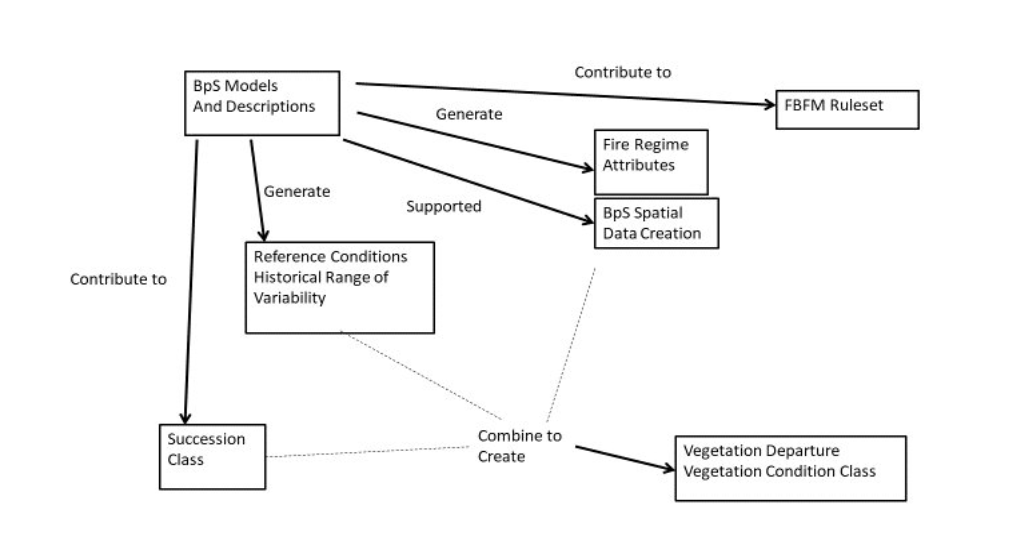 Contribute to
BpS Models
And Descriptions
FBFM Ruleset
Generate
Fire Regime
Attributes
Generate
Supported
BpS Spatial
Data Creation
Reference Conditions
Historical Range of
Variability
Contribute to
Succession
Class
Combine to
Create
Vegetation Departure
Vegetation Condition Class